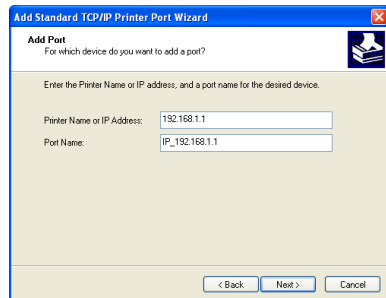 Add Standard TCP/IP Printer Port Wizard
Add Port
For which device do you want to add a port?
Enter the Printer Name or IP address, and a port name for the desired device.
Printer Name or IP Address: 192.168.1.1
Port Name: IP_192.168.1.1
< Back Next > Cancel